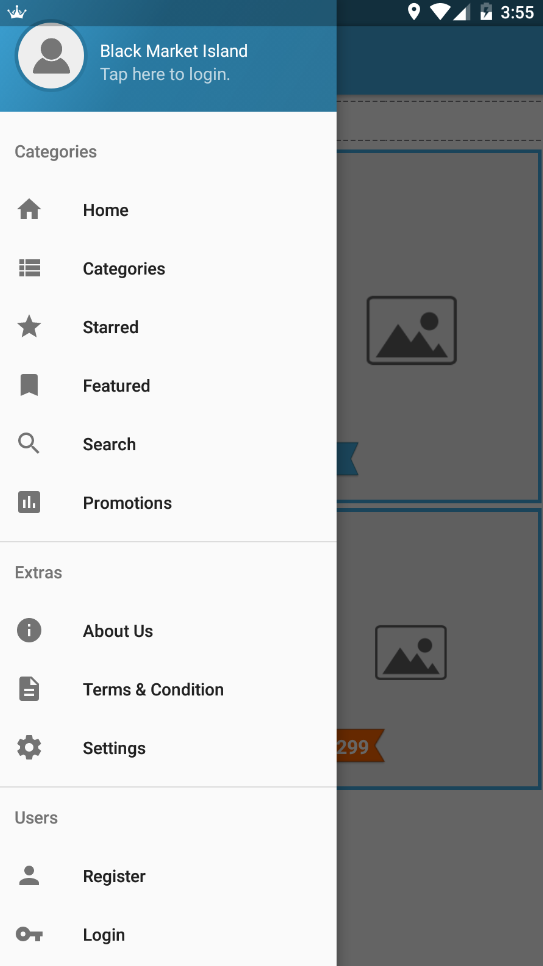 3:55
Black Market Island
Tap here to login.
Categories
Home
Categories
Starred
Featured
Search
Promotions
Extras
About Us
299
Terms & Condition
Settings
Users
Register
Login